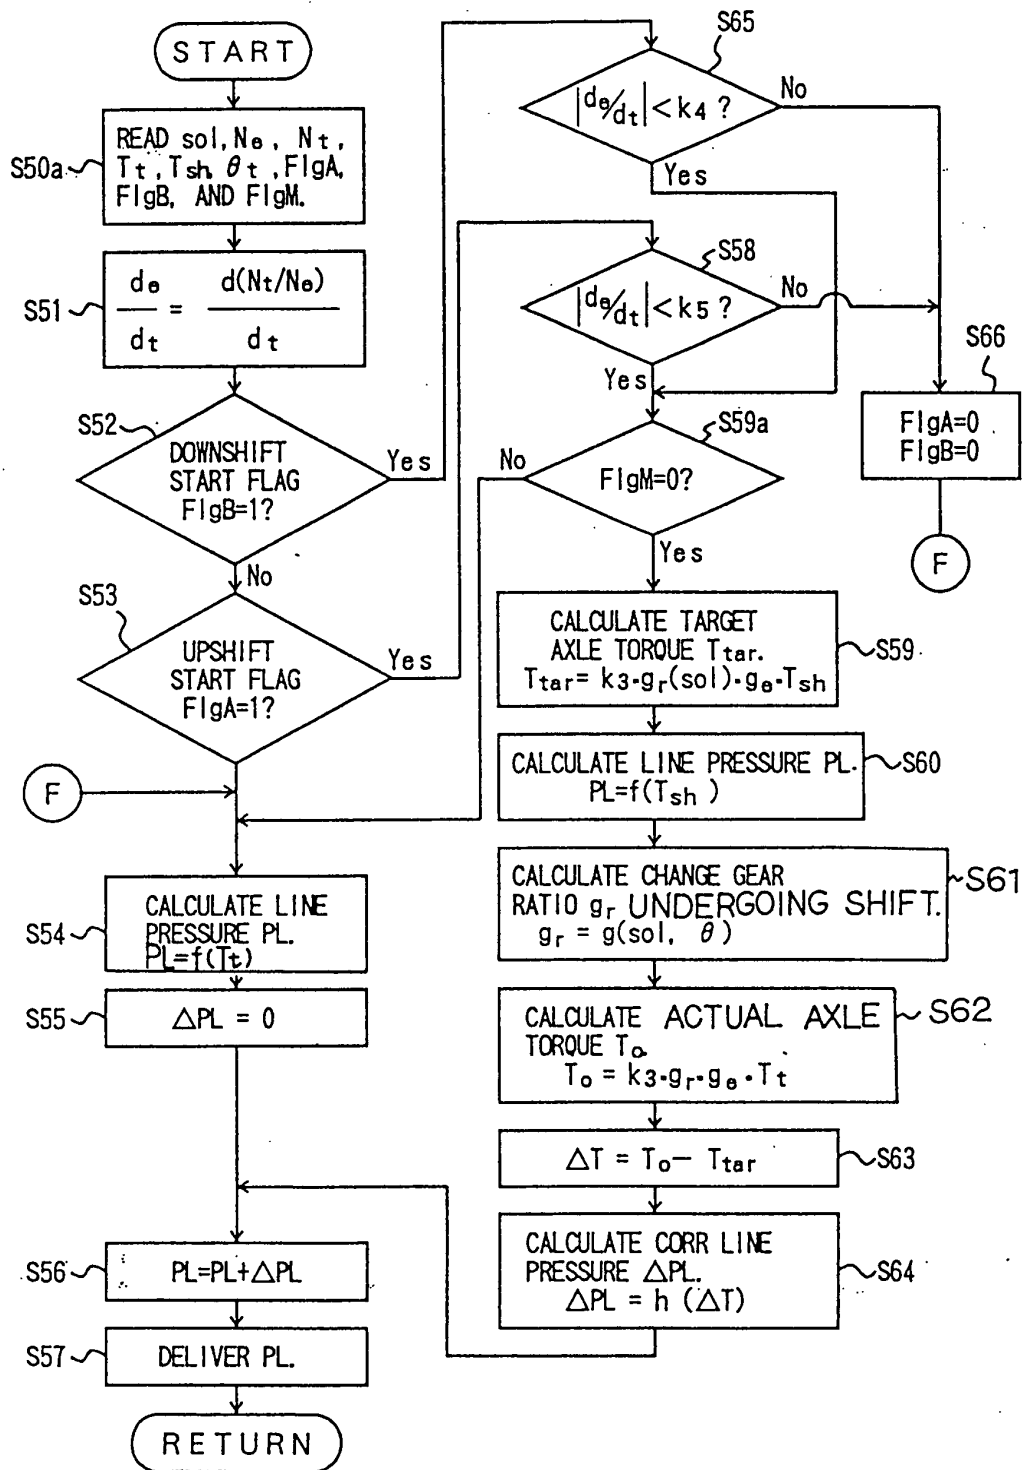 START
S50a
READ sol, Ne, Nt,
Tt, Tsh, θt, FlgA,
FlgB, AND FlgM.
S51
de/dt = d(Nt/Ne)/dt
S52
DOWNSHIFT
START FLAG
FlgB=1?
Yes
No
S53
UPSHIFT
START FLAG
FlgA=1?
Yes
F
S54
CALCULATE LINE
PRESSURE PL.
PL=f(Tt)
S55
△PL = 0
S56
PL=PL+△PL
S57
DELIVER PL.
RETURN
S65
|de/dt| < k4 ?
No
Yes
S58
|de/dt| < k5 ?
No
Yes
S66
FlgA=0
FlgB=0
F
S59a
FlgM=0?
No
Yes
S59
CALCULATE TARGET
AXLE TORQUE Ttar.
Ttar= k3·gr(sol)·ge·Tsh
S60
CALCULATE LINE PRESSURE PL.
PL=f(Tsh )
S61
CALCULATE CHANGE GEAR
RATIO gr UNDERGOING SHIFT.
gr = g(sol, θ)
S62
CALCULATE ACTUAL AXLE
TORQUE To.
To = k3·gr·ge·Tt
S63
△T = To− Ttar
S64
CALCULATE CORR LINE
PRESSURE △PL.
△PL = h (△T)